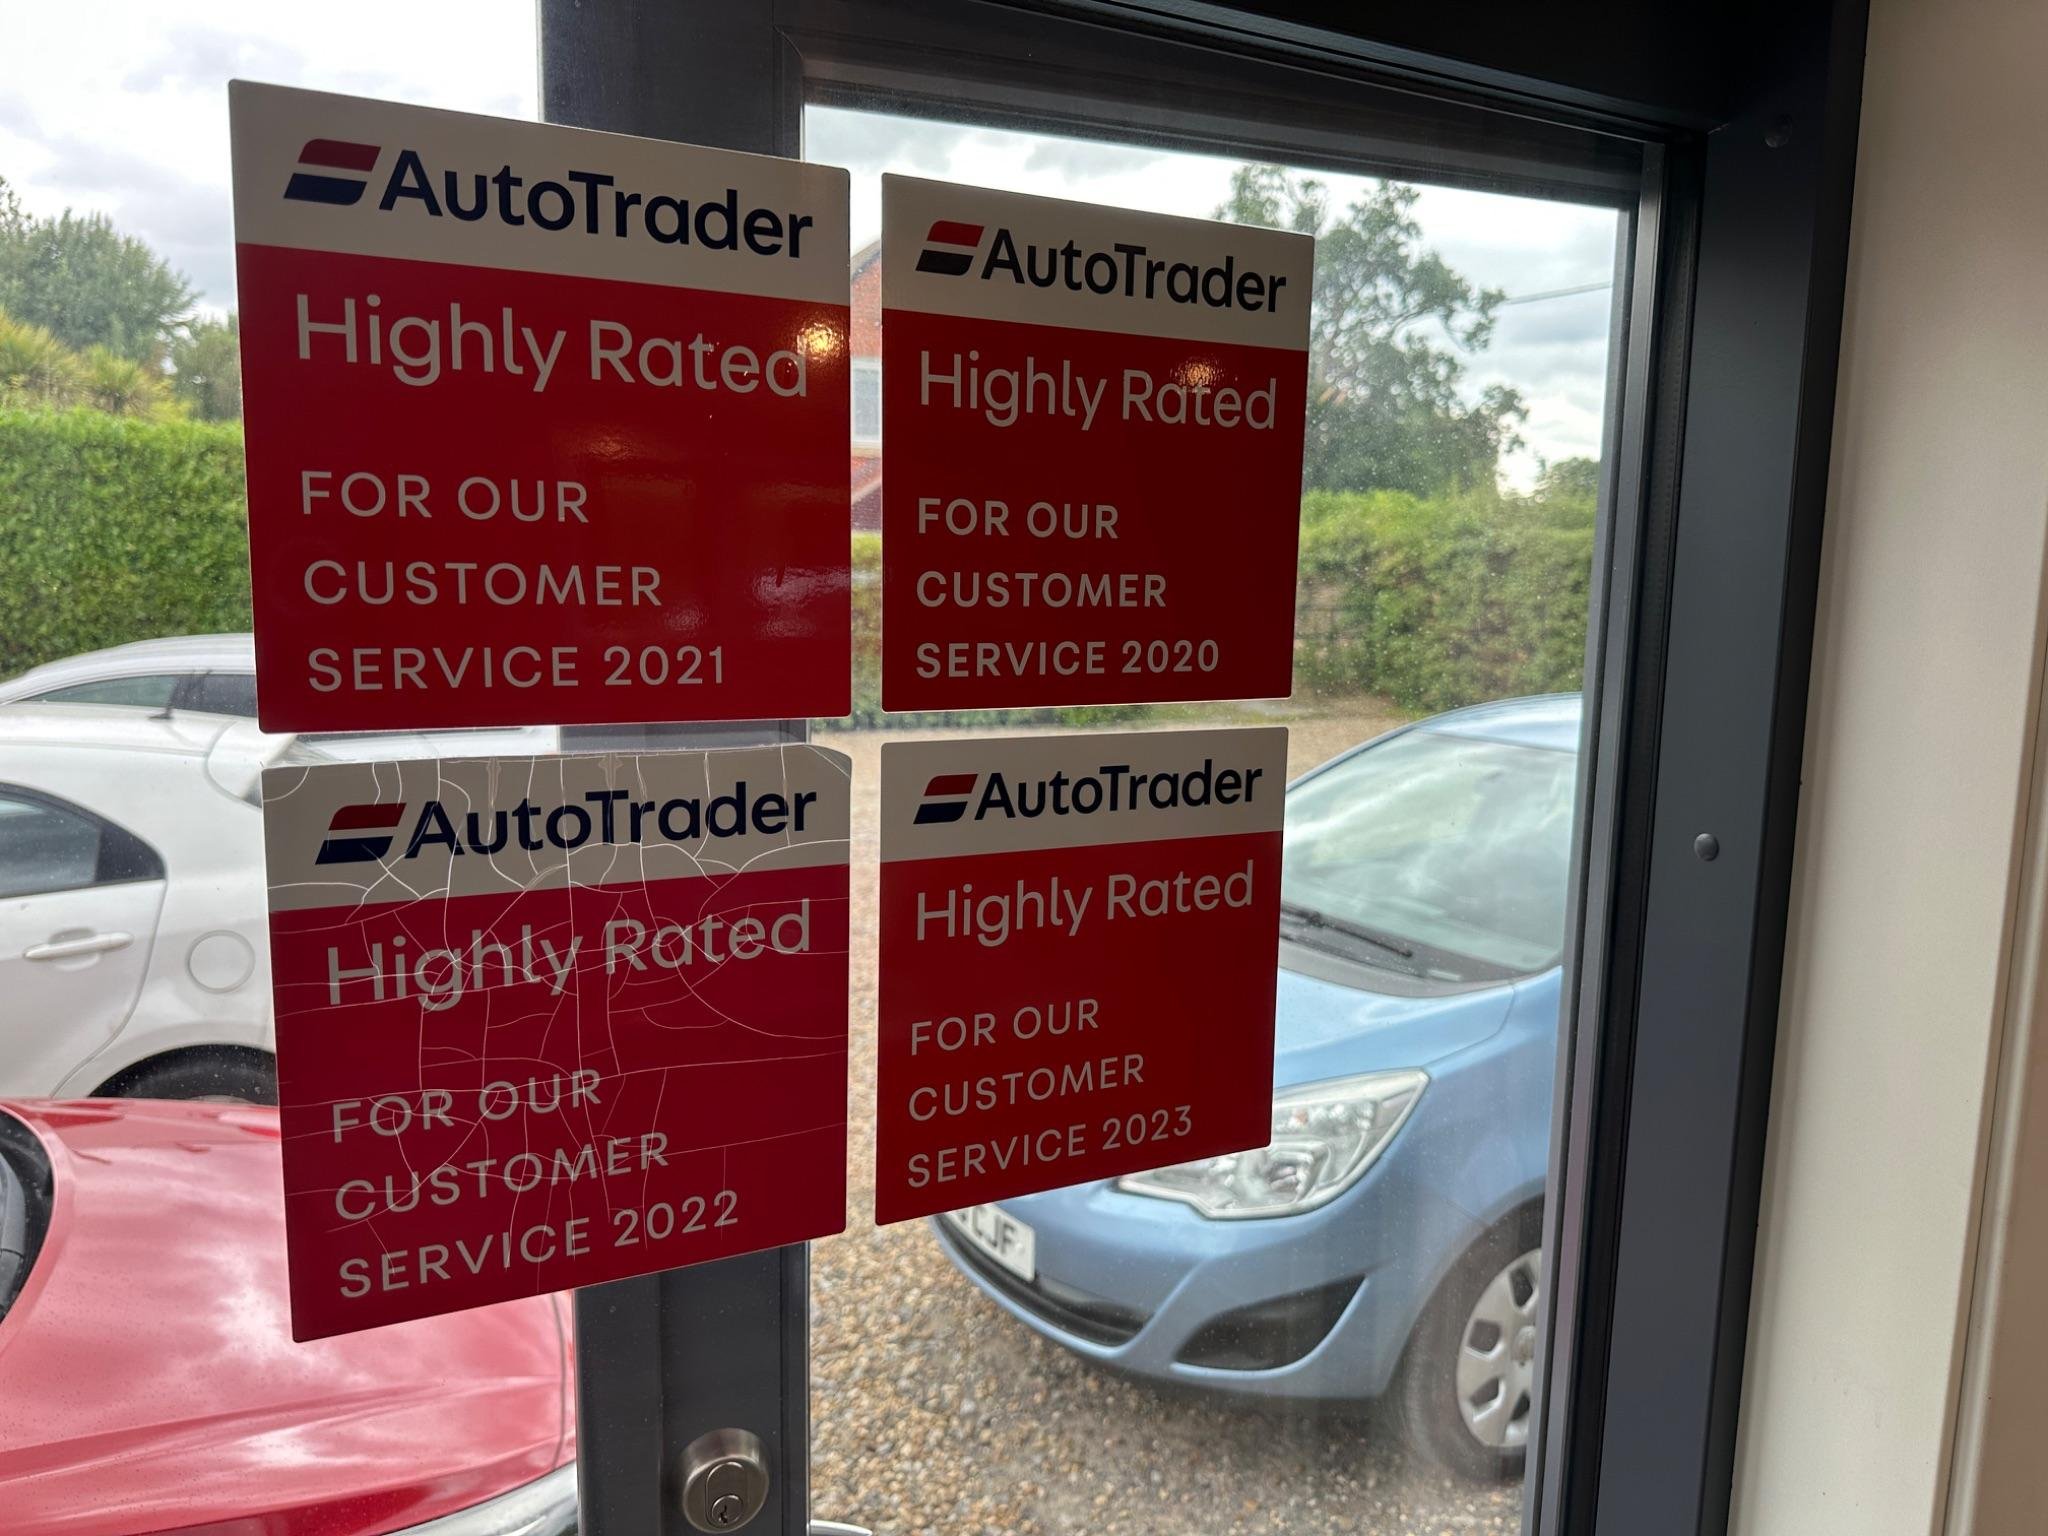 AutoTrader
Highly Rated
FOR OUR
CUSTOMER
SERVICE 2021
AutoTrader
Highly Rated
FOR OUR
CUSTOMER
SERVICE 2020
AutoTrader
Highly Rated
FOR OUR
CUSTOMER
SERVICE 2022
AutoTrader
Highly Rated
FOR OUR
CUSTOMER
SERVICE 2023
CJF